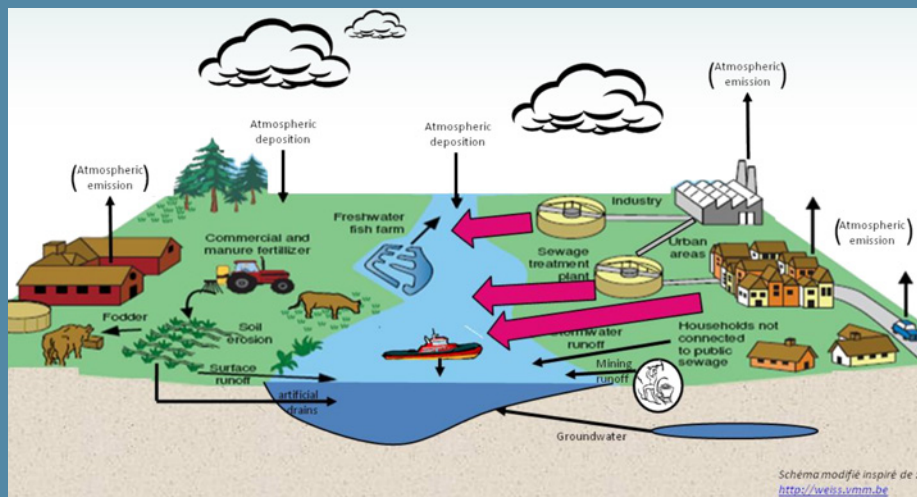 (Atmospheric
emission)
Atmospheric
deposition
Atmospheric
deposition
(Atmospheric
emission)
Industry
Freshwater
fish farm
Commercial and
manure fertilizer
Sewage
treatment
plant
Urban
areas
(Atmospheric
emission)
Fodder
Soil
erosion
Surface
runoff
artificial
drains
Stormwater
runoff
Households not
connected
to public
sewage
Mining
runoff
Groundwater
Schéma modifié inspiré de :
http://weiss.vmm.be